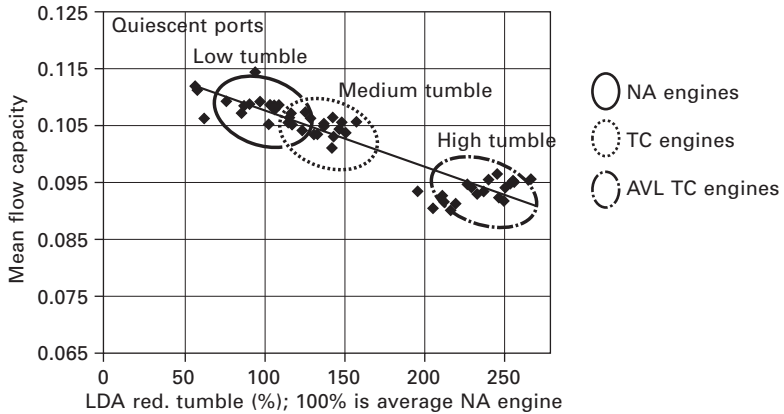 0.125
0.115
0.105
0.095
0.085
0.075
0.065
Mean flow capacity
Quiescent ports
Low tumble
Medium tumble
High tumble
0
50
100
150
200
250
LDA red. tumble (%); 100% is average NA engine
NA engines
TC engines
AVL TC engines